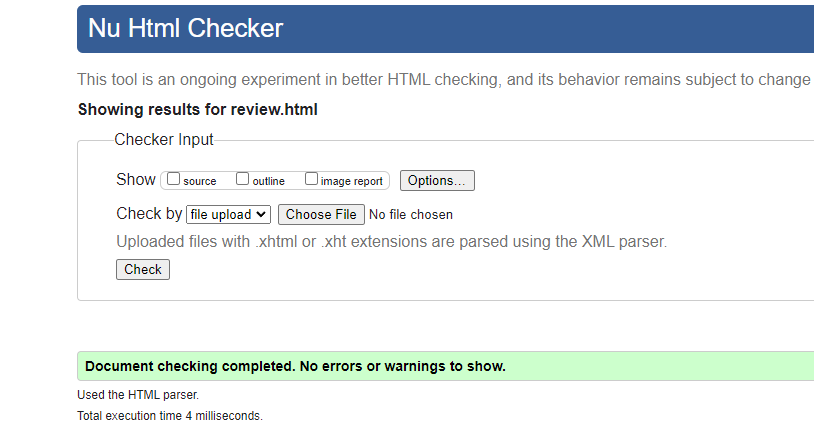 Nu Html Checker
This tool is an ongoing experiment in better HTML checking, and its behavior remains subject to change
Showing results for review.html
Checker Input
Show source outline image report Options...
Check by file upload Choose File No file chosen
Uploaded files with .xhtml or .xht extensions are parsed using the XML parser.
Check
Document checking completed. No errors or warnings to show.
Used the HTML parser.
Total execution time 4 milliseconds.